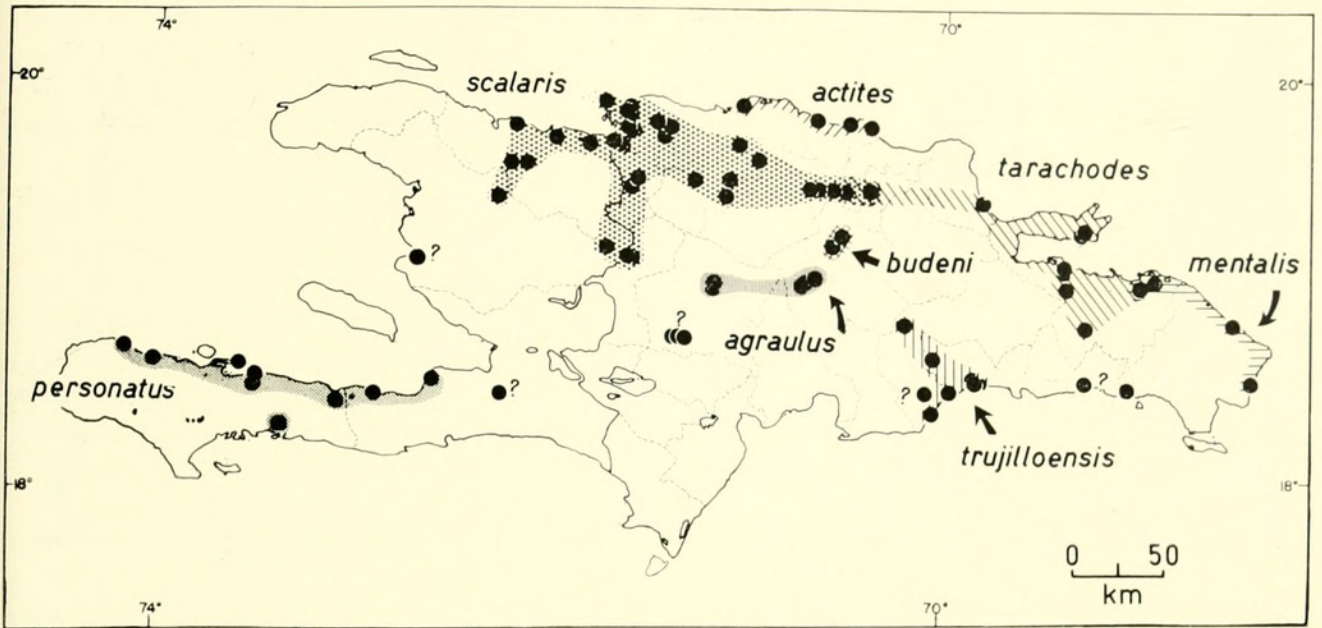 74°
70°
20°
20°
scalaris
actites
tarachodes
mentalis
budeni
agraulus
personatus
trujilloensis
?
?
?
?
?
18°
18°
0 50
km
74°
70°